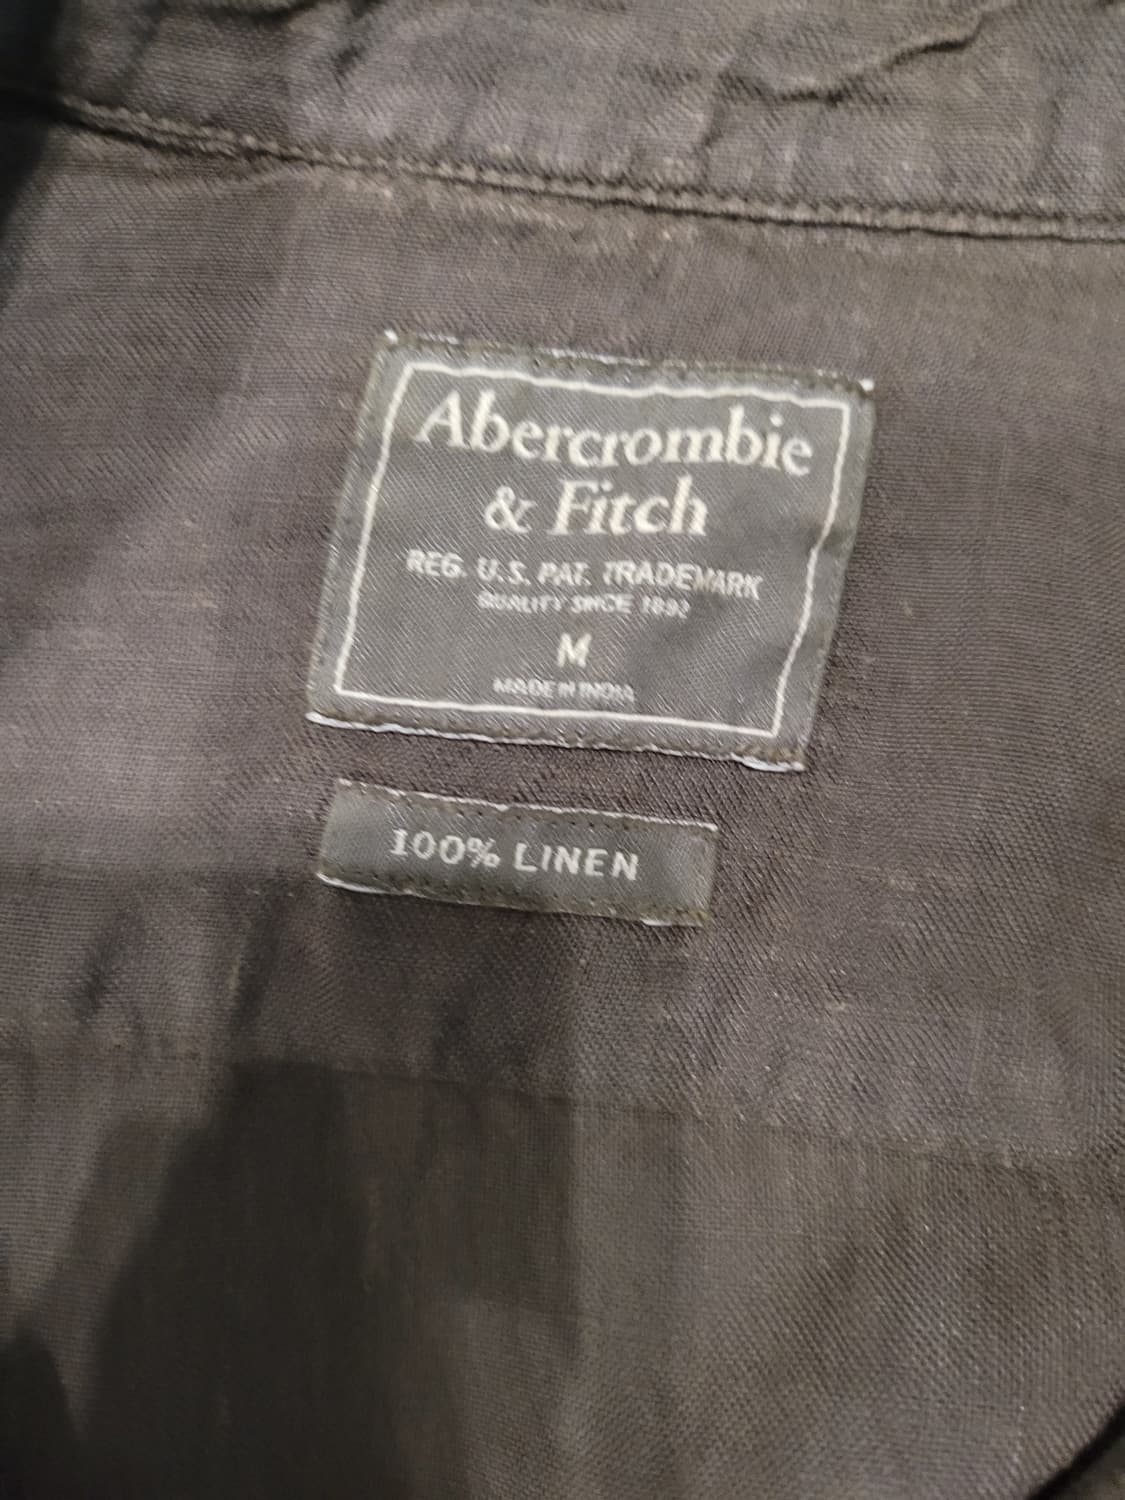 Abercrombie
& Fitch
REG. U.S. PAT. TRADEMARK
QUALITY SINCE 1892
M
MADE IN INDIA
100% LINEN